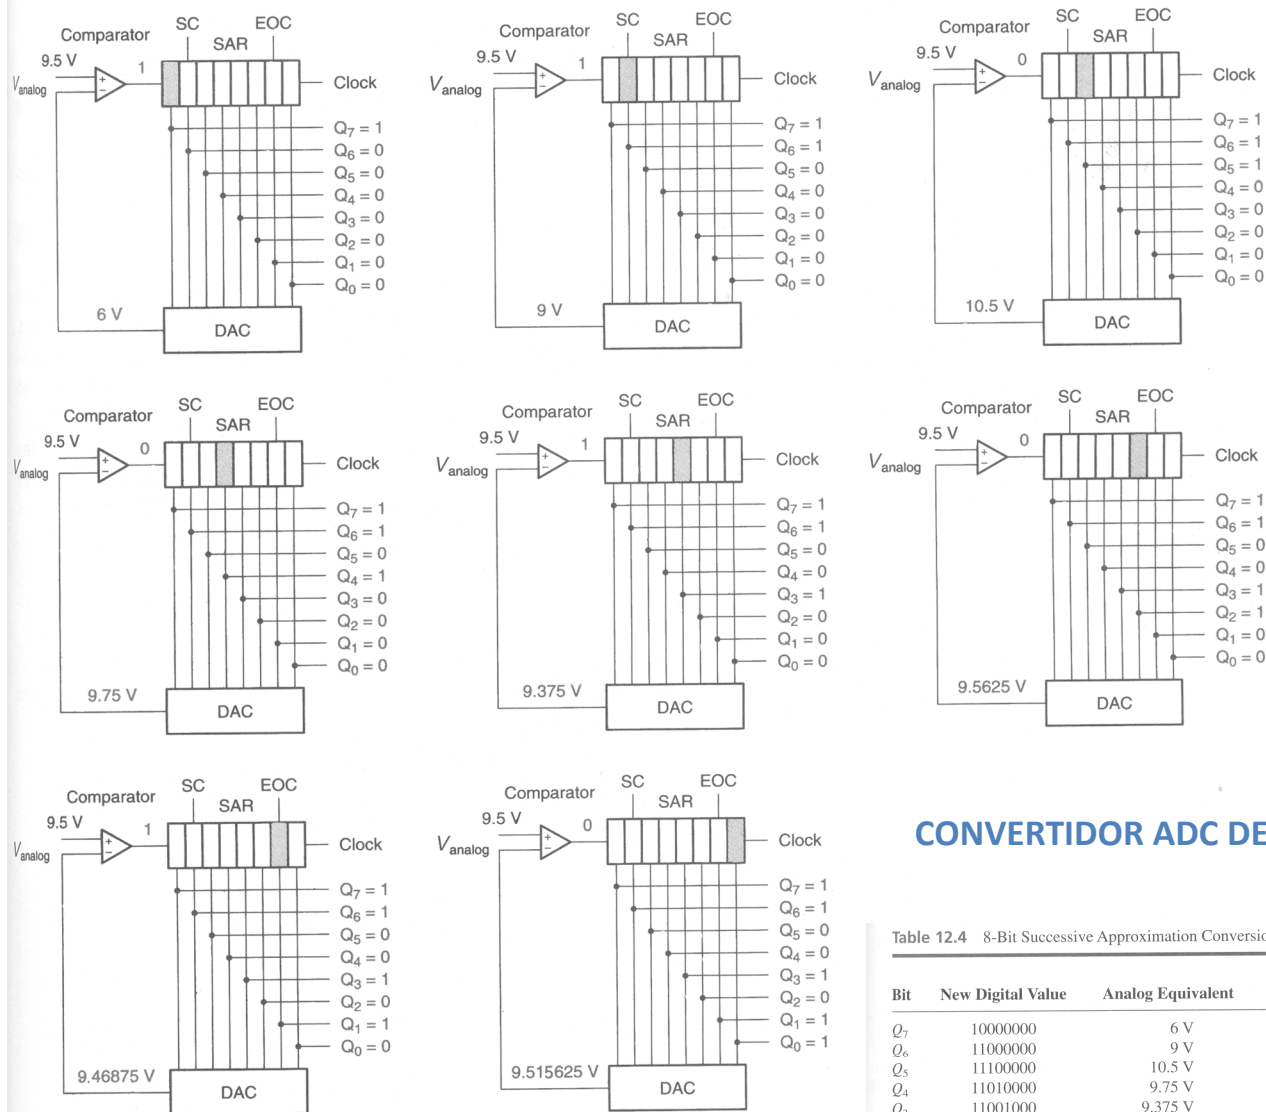 SC EOC
Comparator SAR
9.5 V
1
Vanalog
Clock
Q7 = 1
Q6 = 0
Q5 = 0
Q4 = 0
Q3 = 0
Q2 = 0
Q1 = 0
Q0 = 0
6 V
DAC
SC EOC
Comparator SAR
9.5 V
1
Vanalog
Clock
Q7 = 1
Q6 = 1
Q5 = 0
Q4 = 0
Q3 = 0
Q2 = 0
Q1 = 0
Q0 = 0
9 V
DAC
SC EOC
Comparator SAR
9.5 V
0
Vanalog
Clock
Q7 = 1
Q6 = 1
Q5 = 1
Q4 = 0
Q3 = 0
Q2 = 0
Q1 = 0
Q0 = 0
10.5 V
DAC
SC EOC
Comparator SAR
9.5 V
0
Vanalog
Clock
Q7 = 1
Q6 = 1
Q5 = 0
Q4 = 1
Q3 = 0
Q2 = 0
Q1 = 0
Q0 = 0
9.75 V
DAC
SC EOC
Comparator SAR
9.5 V
1
Vanalog
Clock
Q7 = 1
Q6 = 1
Q5 = 0
Q4 = 0
Q3 = 1
Q2 = 0
Q1 = 0
Q0 = 0
9.375 V
DAC
SC EOC
Comparator SAR
9.5 V
0
Vanalog
Clock
Q7 = 1
Q6 = 1
Q5 = 0
Q4 = 0
Q3 = 1
Q2 = 1
Q1 = 0
Q0 = 0
9.5625 V
DAC
SC EOC
Comparator SAR
9.5 V
1
Vanalog
Clock
Q7 = 1
Q6 = 1
Q5 = 0
Q4 = 0
Q3 = 1
Q2 = 0
Q1 = 1
Q0 = 0
9.46875 V
DAC
SC EOC
Comparator SAR
9.5 V
0
Vanalog
Clock
Q7 = 1
Q6 = 1
Q5 = 0
Q4 = 0
Q3 = 1
Q2 = 0
Q1 = 1
Q0 = 1
9.515625 V
DAC
CONVERTIDOR ADC DE
Table 12.4 8-Bit Successive Approximation
Bit New Digital Value Analog Equivalent
Q7 10000000 6 V
Q6 11000000 9 V
Q5 11100000 10.5 V
Q4 11010000 9.75 V
Q3 11001000 9.375 V